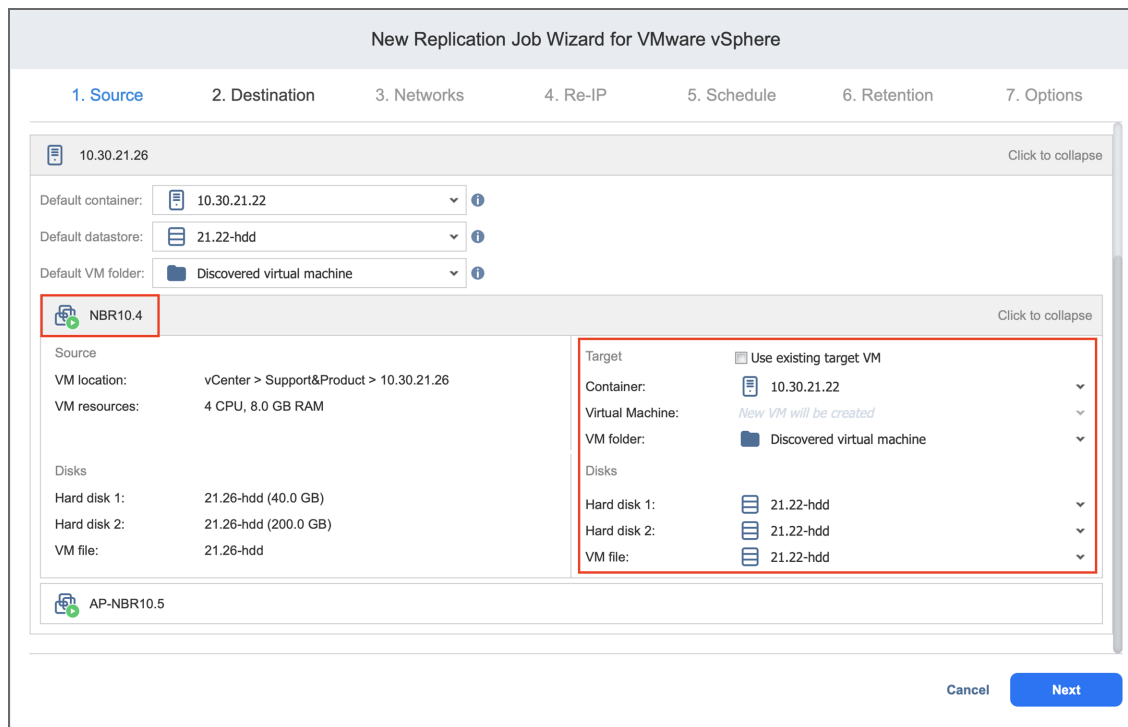 New Replication Job Wizard for VMware vSphere
1. Source 2. Destination 3. Networks 4. Re-IP 5. Schedule 6. Retention 7. Options
10.30.21.26 Click to collapse
Default container: 10.30.21.22
Default datastore: 21.22-hdd
Default VM folder: Discovered virtual machine
NBR10.4 Click to collapse
Source
VM location: vCenter > Support&Product > 10.30.21.26
VM resources: 4 CPU, 8.0 GB RAM
Disks
Hard disk 1: 21.26-hdd (40.0 GB)
Hard disk 2: 21.26-hdd (200.0 GB)
VM file: 21.26-hdd
Target Use existing target VM
Container: 10.30.21.22
Virtual Machine: New VM will be created
VM folder: Discovered virtual machine
Disks
Hard disk 1: 21.22-hdd
Hard disk 2: 21.22-hdd
VM file: 21.22-hdd
AP-NBR10.5
Cancel Next